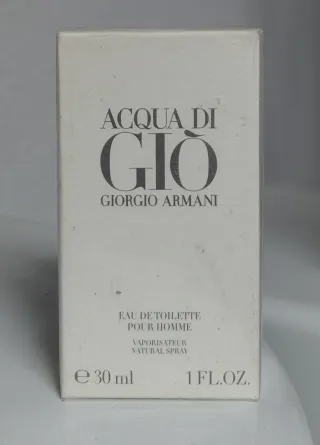 ACQUA DI
GIÒ
GIORGIO ARMANI
EAU DE TOILETTE
POUR HOMME
VAPORISATEUR
NATURAL SPRAY
℮ 30 ml 1 FL.OZ.